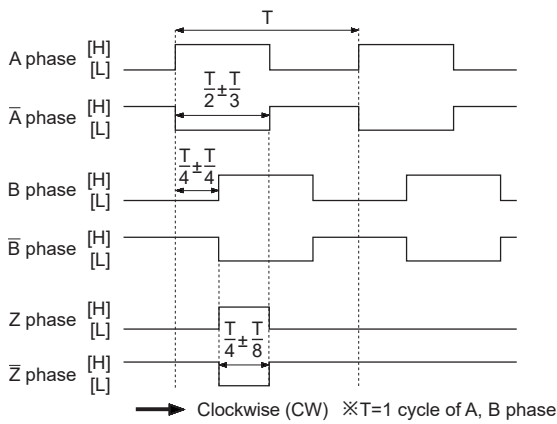 T
A phase [H]
[L]
T/2±T/3
A̅ phase [H]
[L]
T/4±T/4
B phase [H]
[L]
B̅ phase [H]
[L]
Z phase [H]
[L]
T/4±T/8
Z̅ phase [H]
[L]
Clockwise (CW) ※T=1 cycle of A, B phase